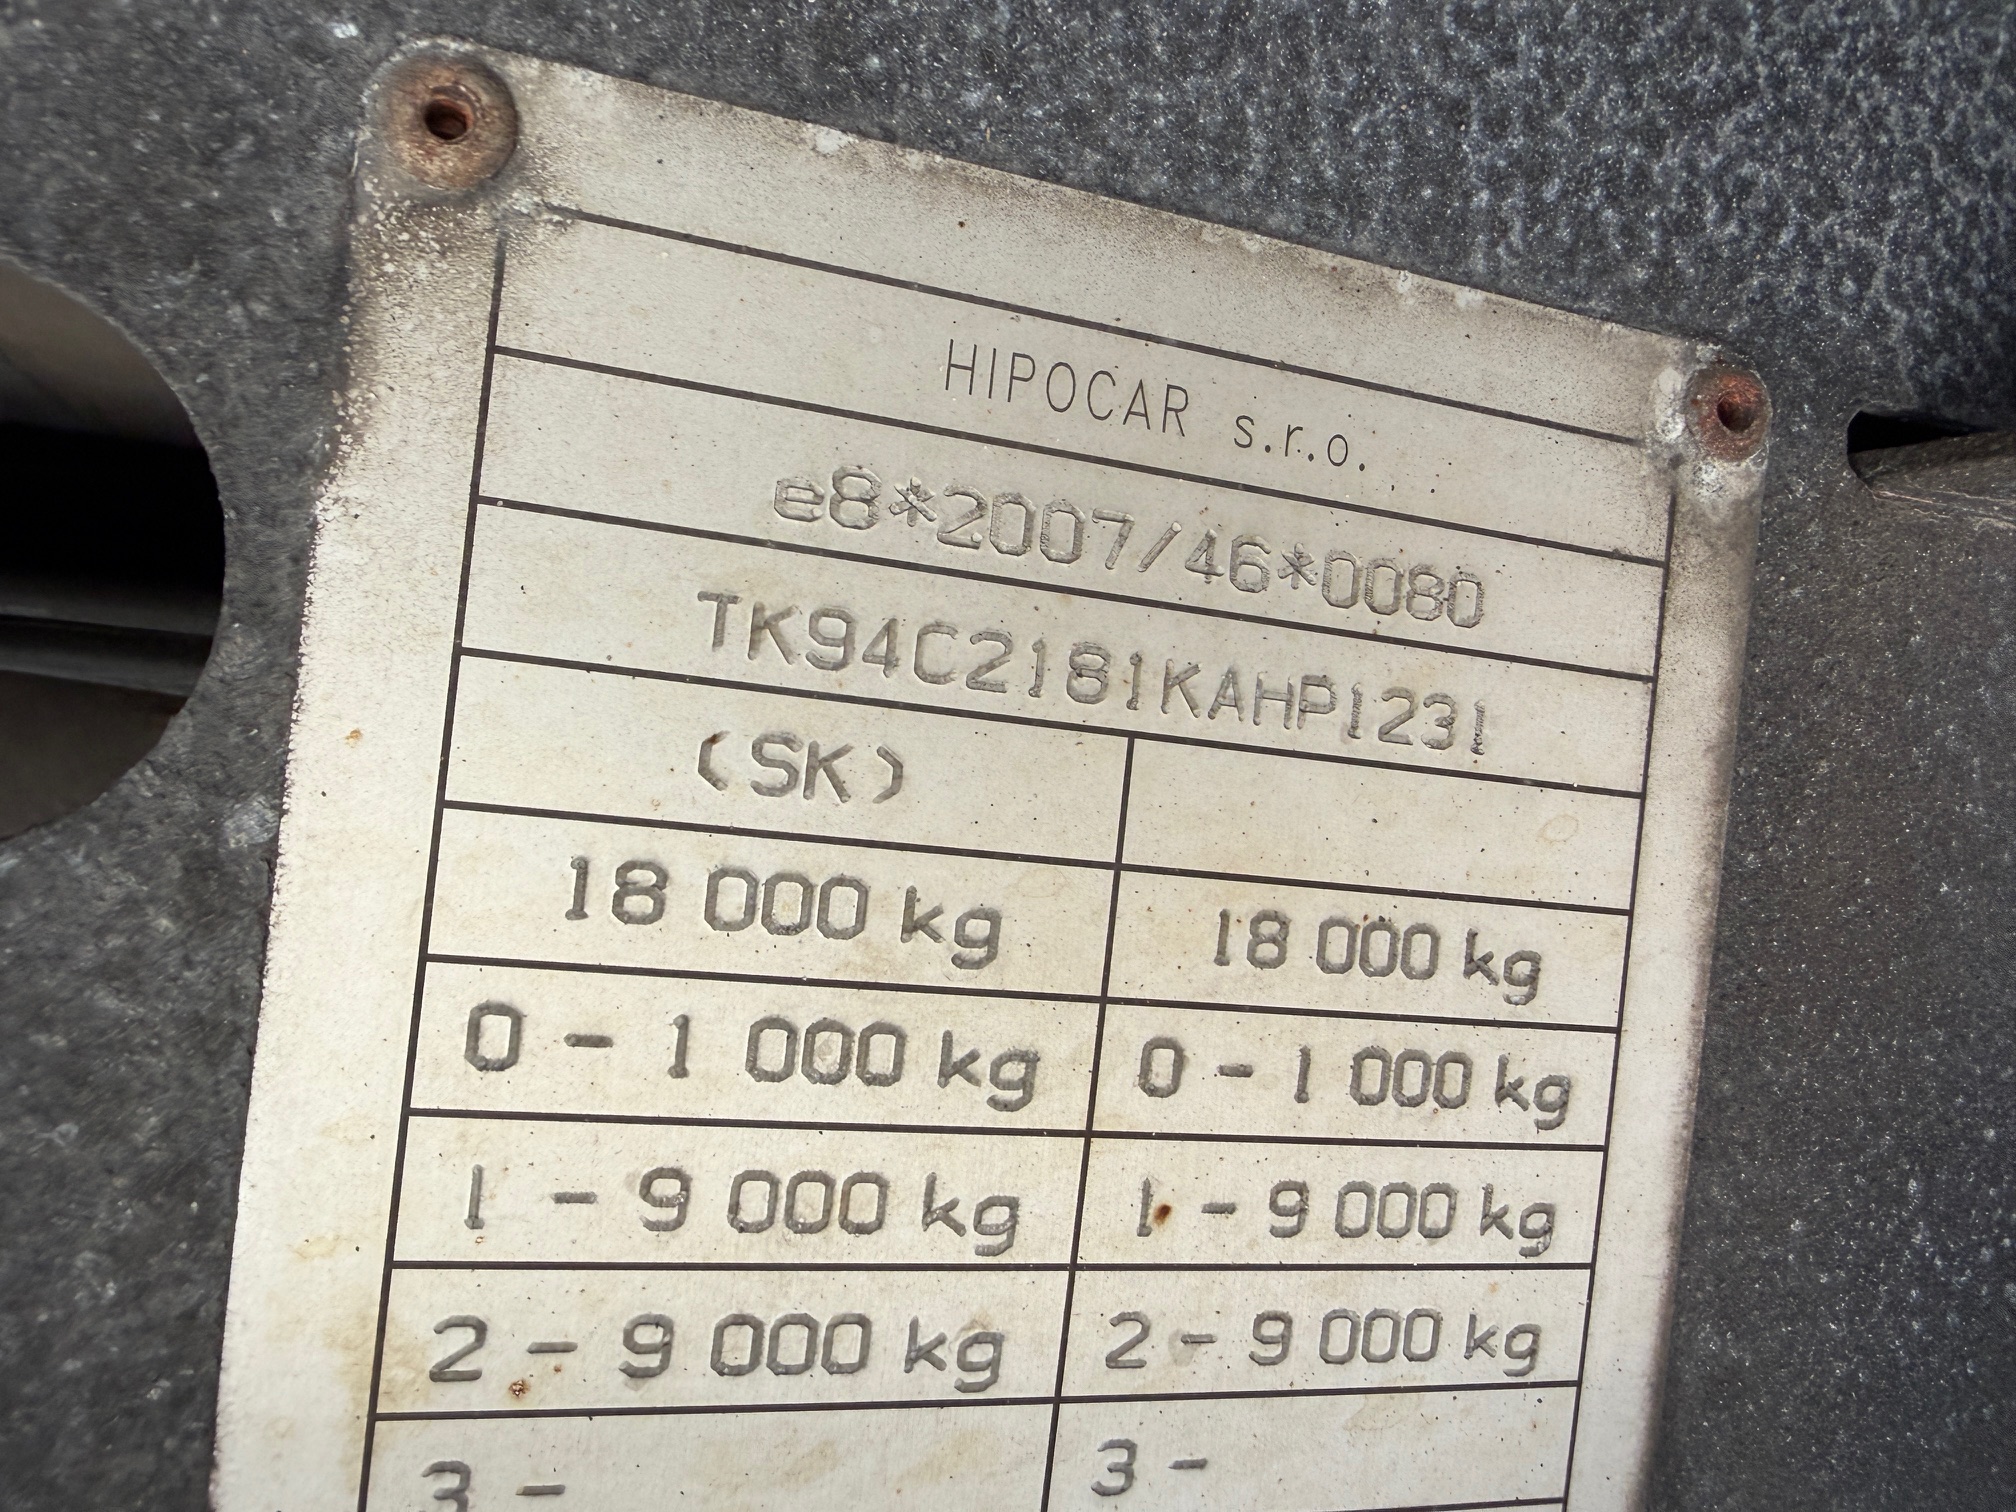 HIPOCAR s.r.o.
e8*2007/46*0080
TK94C2181KAHP1231
(SK)
18 000 kg 18 000 kg
0 - 1 000 kg 0 - 1 000 kg
1 - 9 000 kg 1 - 9 000 kg
2 - 9 000 kg 2 - 9 000 kg
3 - 3 -